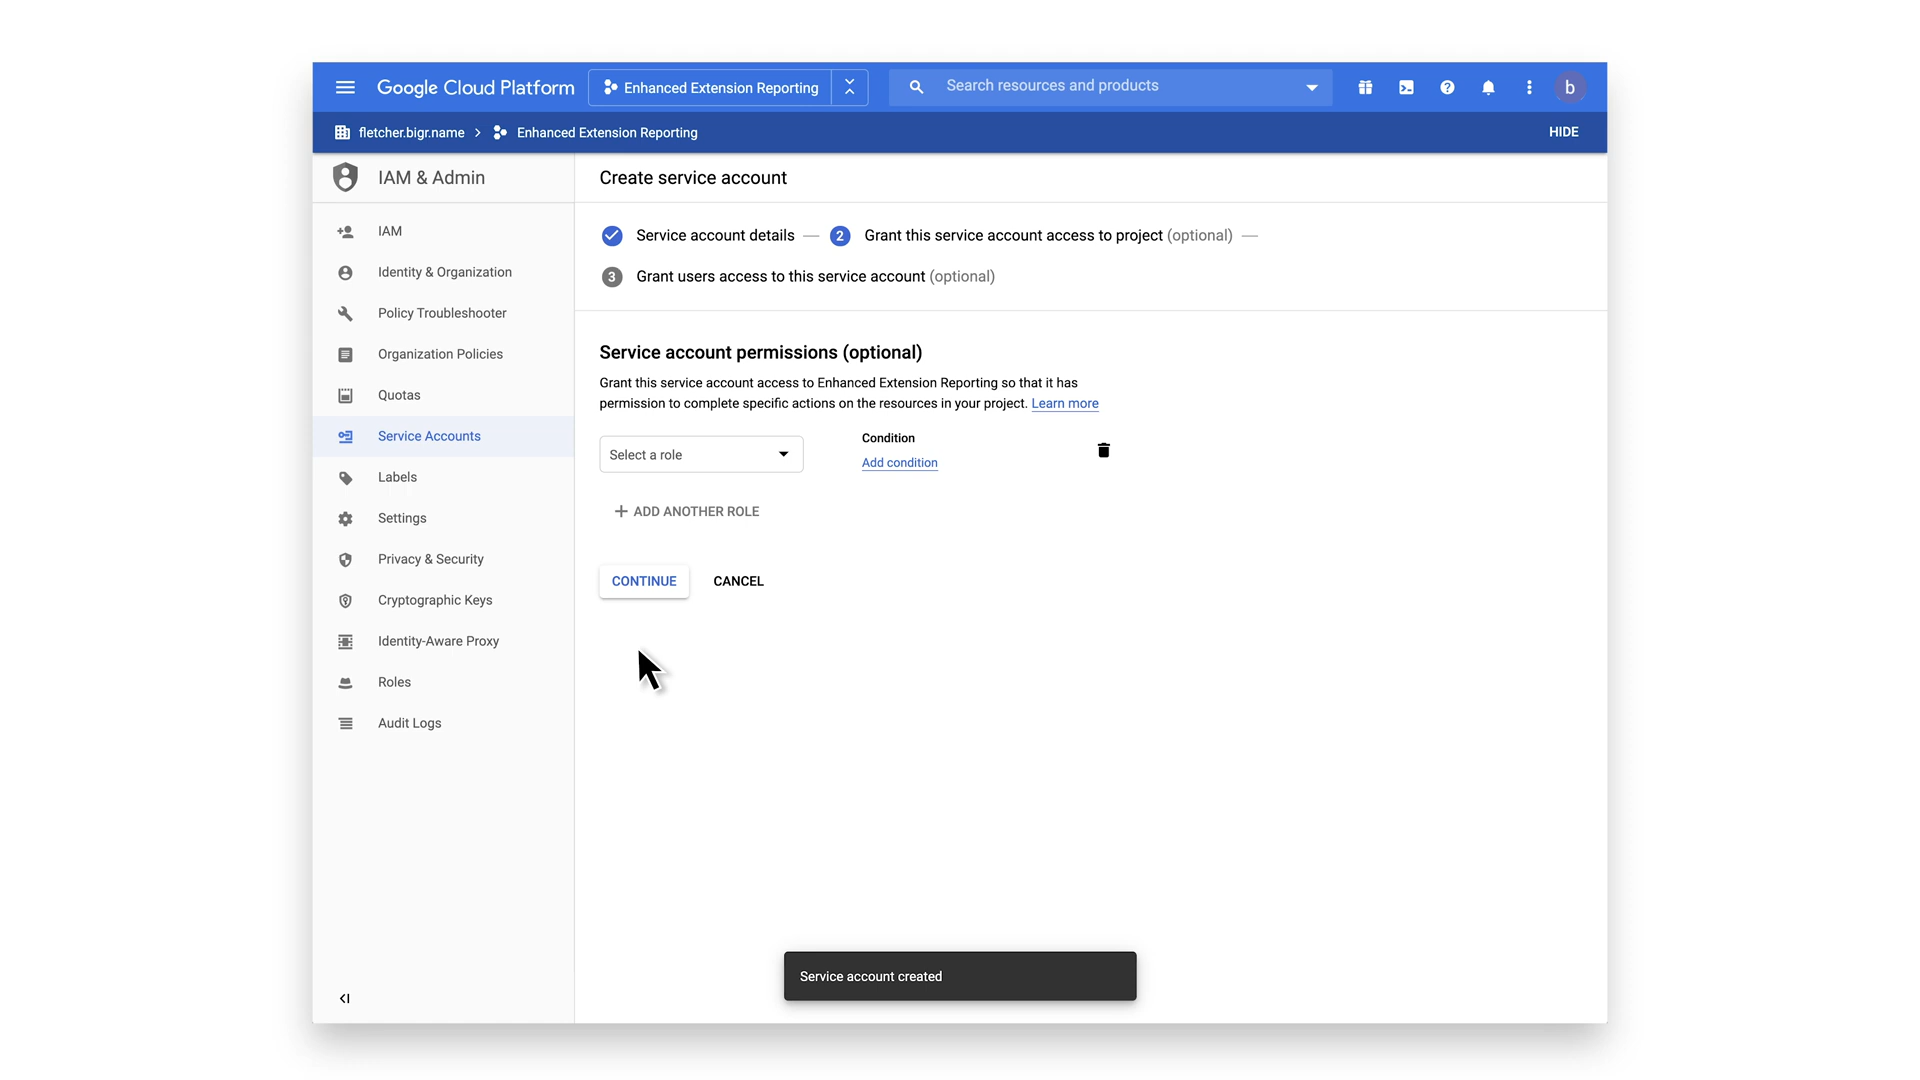 Google Cloud Platform
Enhanced Extension Reporting
Search resources and products
b
fletcher.bigr.name > Enhanced Extension Reporting
HIDE
IAM & Admin
IAM
Identity & Organization
Policy Troubleshooter
Organization Policies
Quotas
Service Accounts
Labels
Settings
Privacy & Security
Cryptographic Keys
Identity-Aware Proxy
Roles
Audit Logs
Create service account
Service account details — 2 Grant this service account access to project (optional) —
3 Grant users access to this service account (optional)
Service account permissions (optional)
Grant this service account access to Enhanced Extension Reporting so that it has
permission to complete specific actions on the resources in your project. Learn more
Select a role
Condition
Add condition
+ ADD ANOTHER ROLE
CONTINUE
CANCEL
Service account created